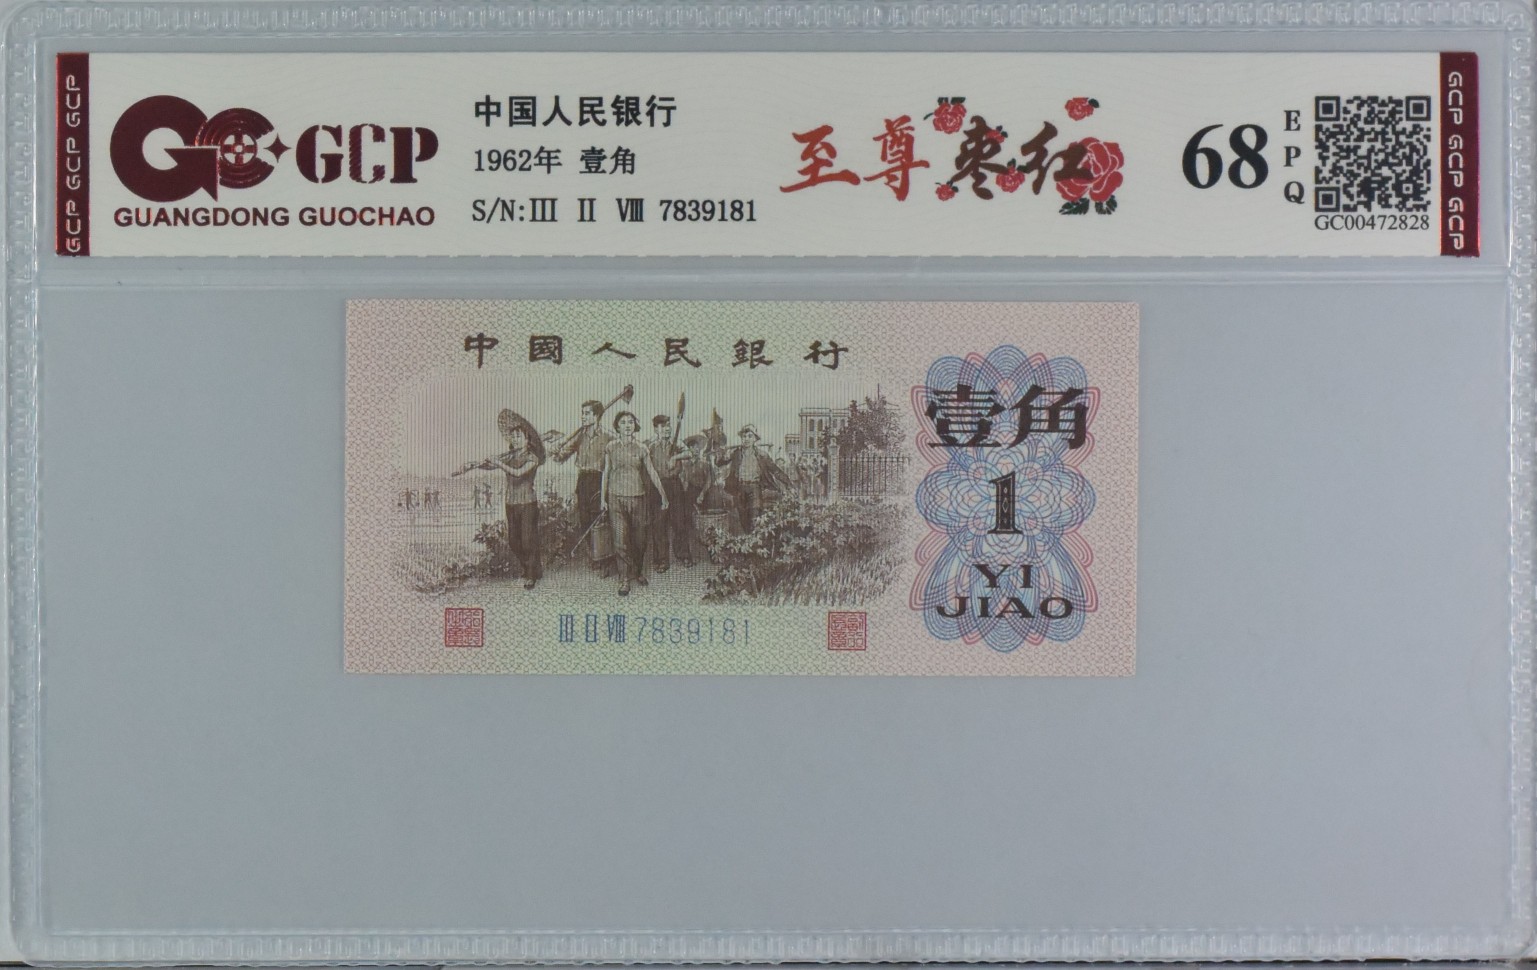 GCP GCP GCP
GCP
GUANGDONG GUOCHAO
中国人民银行
1962年 壹角
S/N:III II VIII 7839181
至尊枣红
68
EPQ
GC00472828
GCP GCP GCP
中國人民銀行
壹角
1
YI
JIAO
III II VIII 7839181